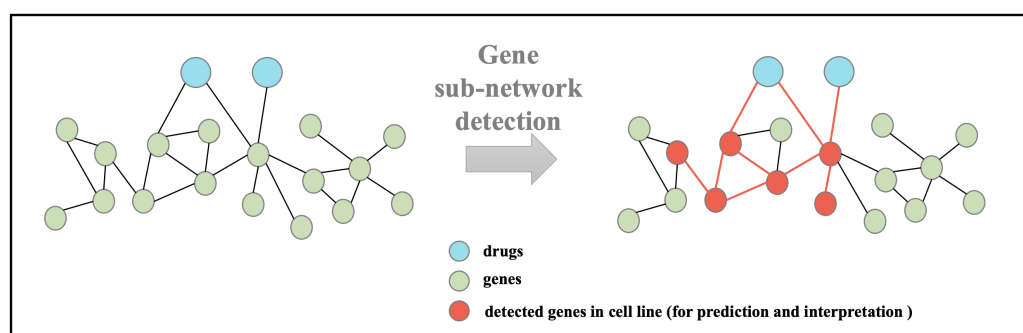 Gene
sub-network
detection
drugs
genes
detected genes in cell line (for prediction and interpretation )